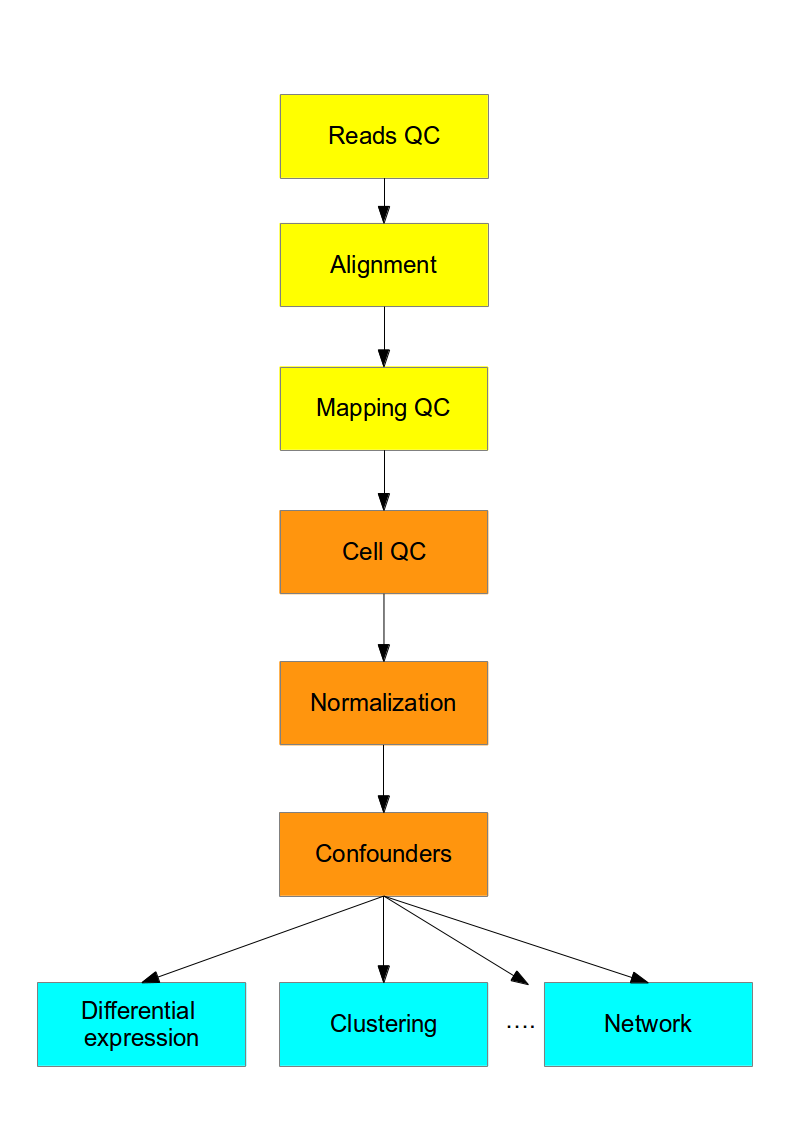 Reads QC
Alignment
Mapping QC
Cell QC
Normalization
Confounders
Differential
expression
Clustering
....
Network